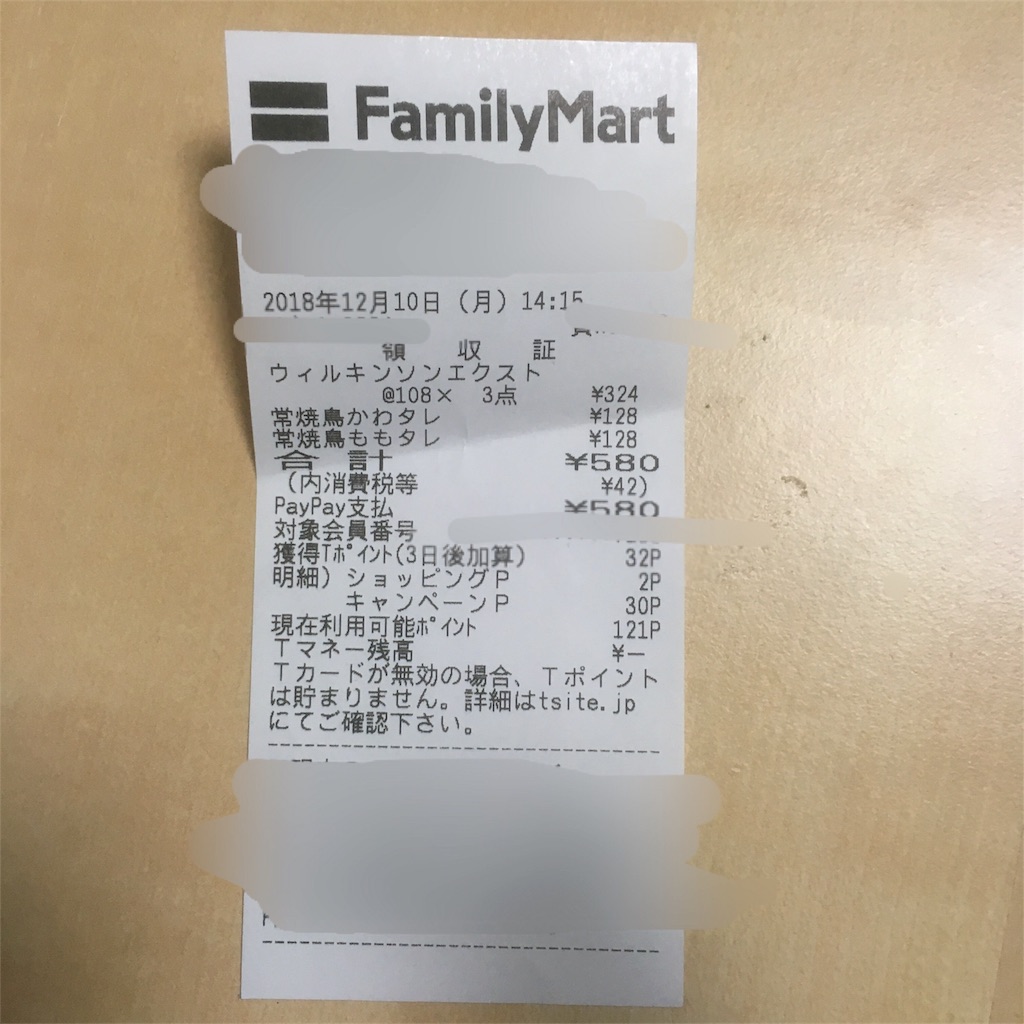 FamilyMart
2018年12月10日 (月) 14:15
領 収 証
ウィルキンソンエクスト
@108× 3点 ¥324
常焼鳥かわタレ ¥128
常焼鳥ももタレ ¥128
合 計 ¥580
(内消費税等 ¥42)
PayPay支払 ¥580
対象会員番号
獲得Tポイント(3日後加算) 32P
明細) ショッピングP 2P
キャンペーンP 30P
現在利用可能ポイント 121P
Tマネー残高 ¥ー
Tカードが無効の場合、Tポイント
は貯まりません。詳細はtsite.jp
にてご確認下さい。